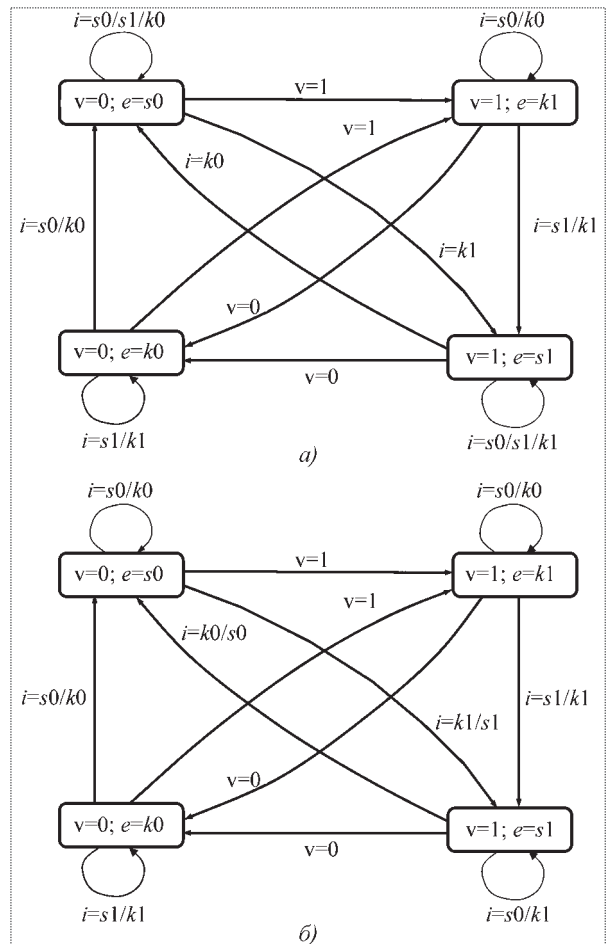 i=s0/s1/k0
i=s0/k0
v=0; e=s0
v=1
v=1; e=k1
v=1
i=k0
i=s0/k0
i=k1
i=s1/k1
v=0
v=0; e=k0
v=1; e=s1
v=0
i=s1/k1
i=s0/s1/k1
а)
i=s0/k0
i=s0/k0
v=0; e=s0
v=1
v=1; e=k1
v=1
i=k0/s0
i=s0/k0
i=s1/k1
i=k1/s1
v=0
v=0; e=k0
v=1; e=s1
v=0
i=s1/k1
i=s0/k1
б)